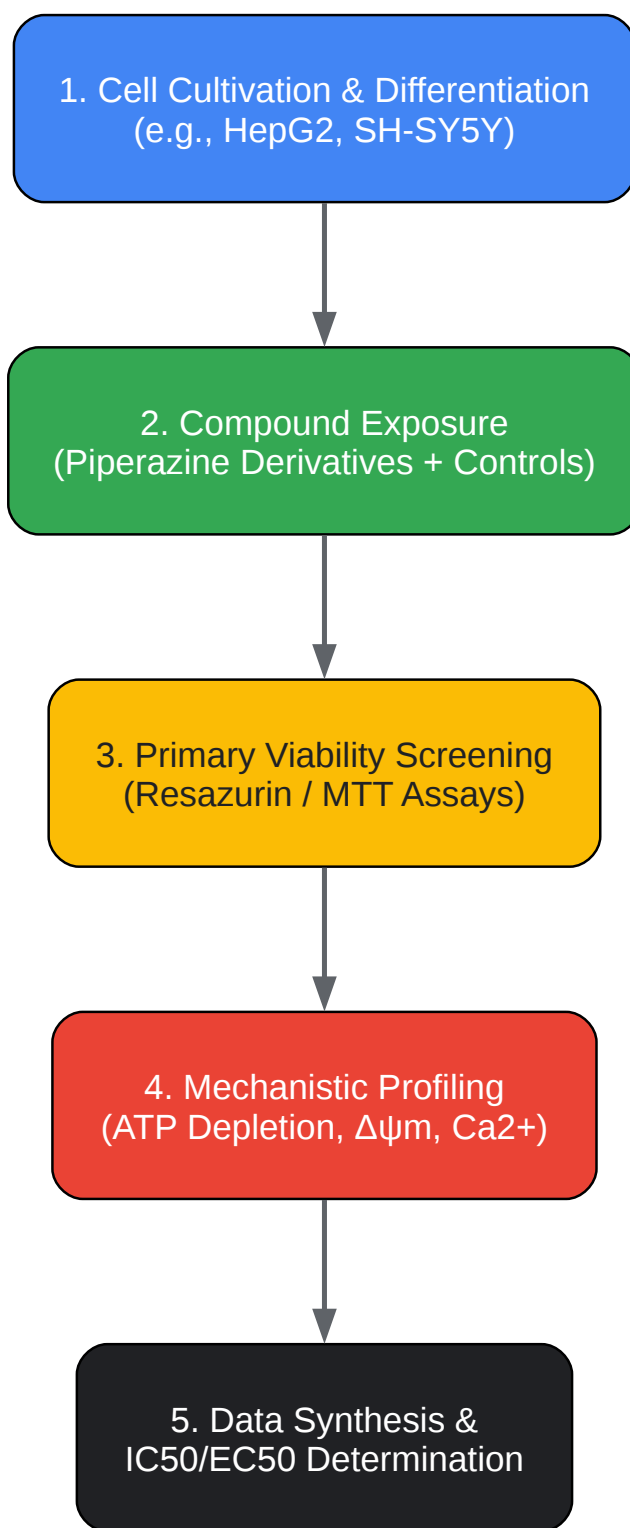 1. Cell Cultivation & Differentiation
(e.g., HepG2, SH-SY5Y)
2. Compound Exposure
(Piperazine Derivatives + Controls)
3. Primary Viability Screening
(Resazurin / MTT Assays)
4. Mechanistic Profiling
(ATP Depletion, Δψm, Ca2+)
5. Data Synthesis &
IC50/EC50 Determination